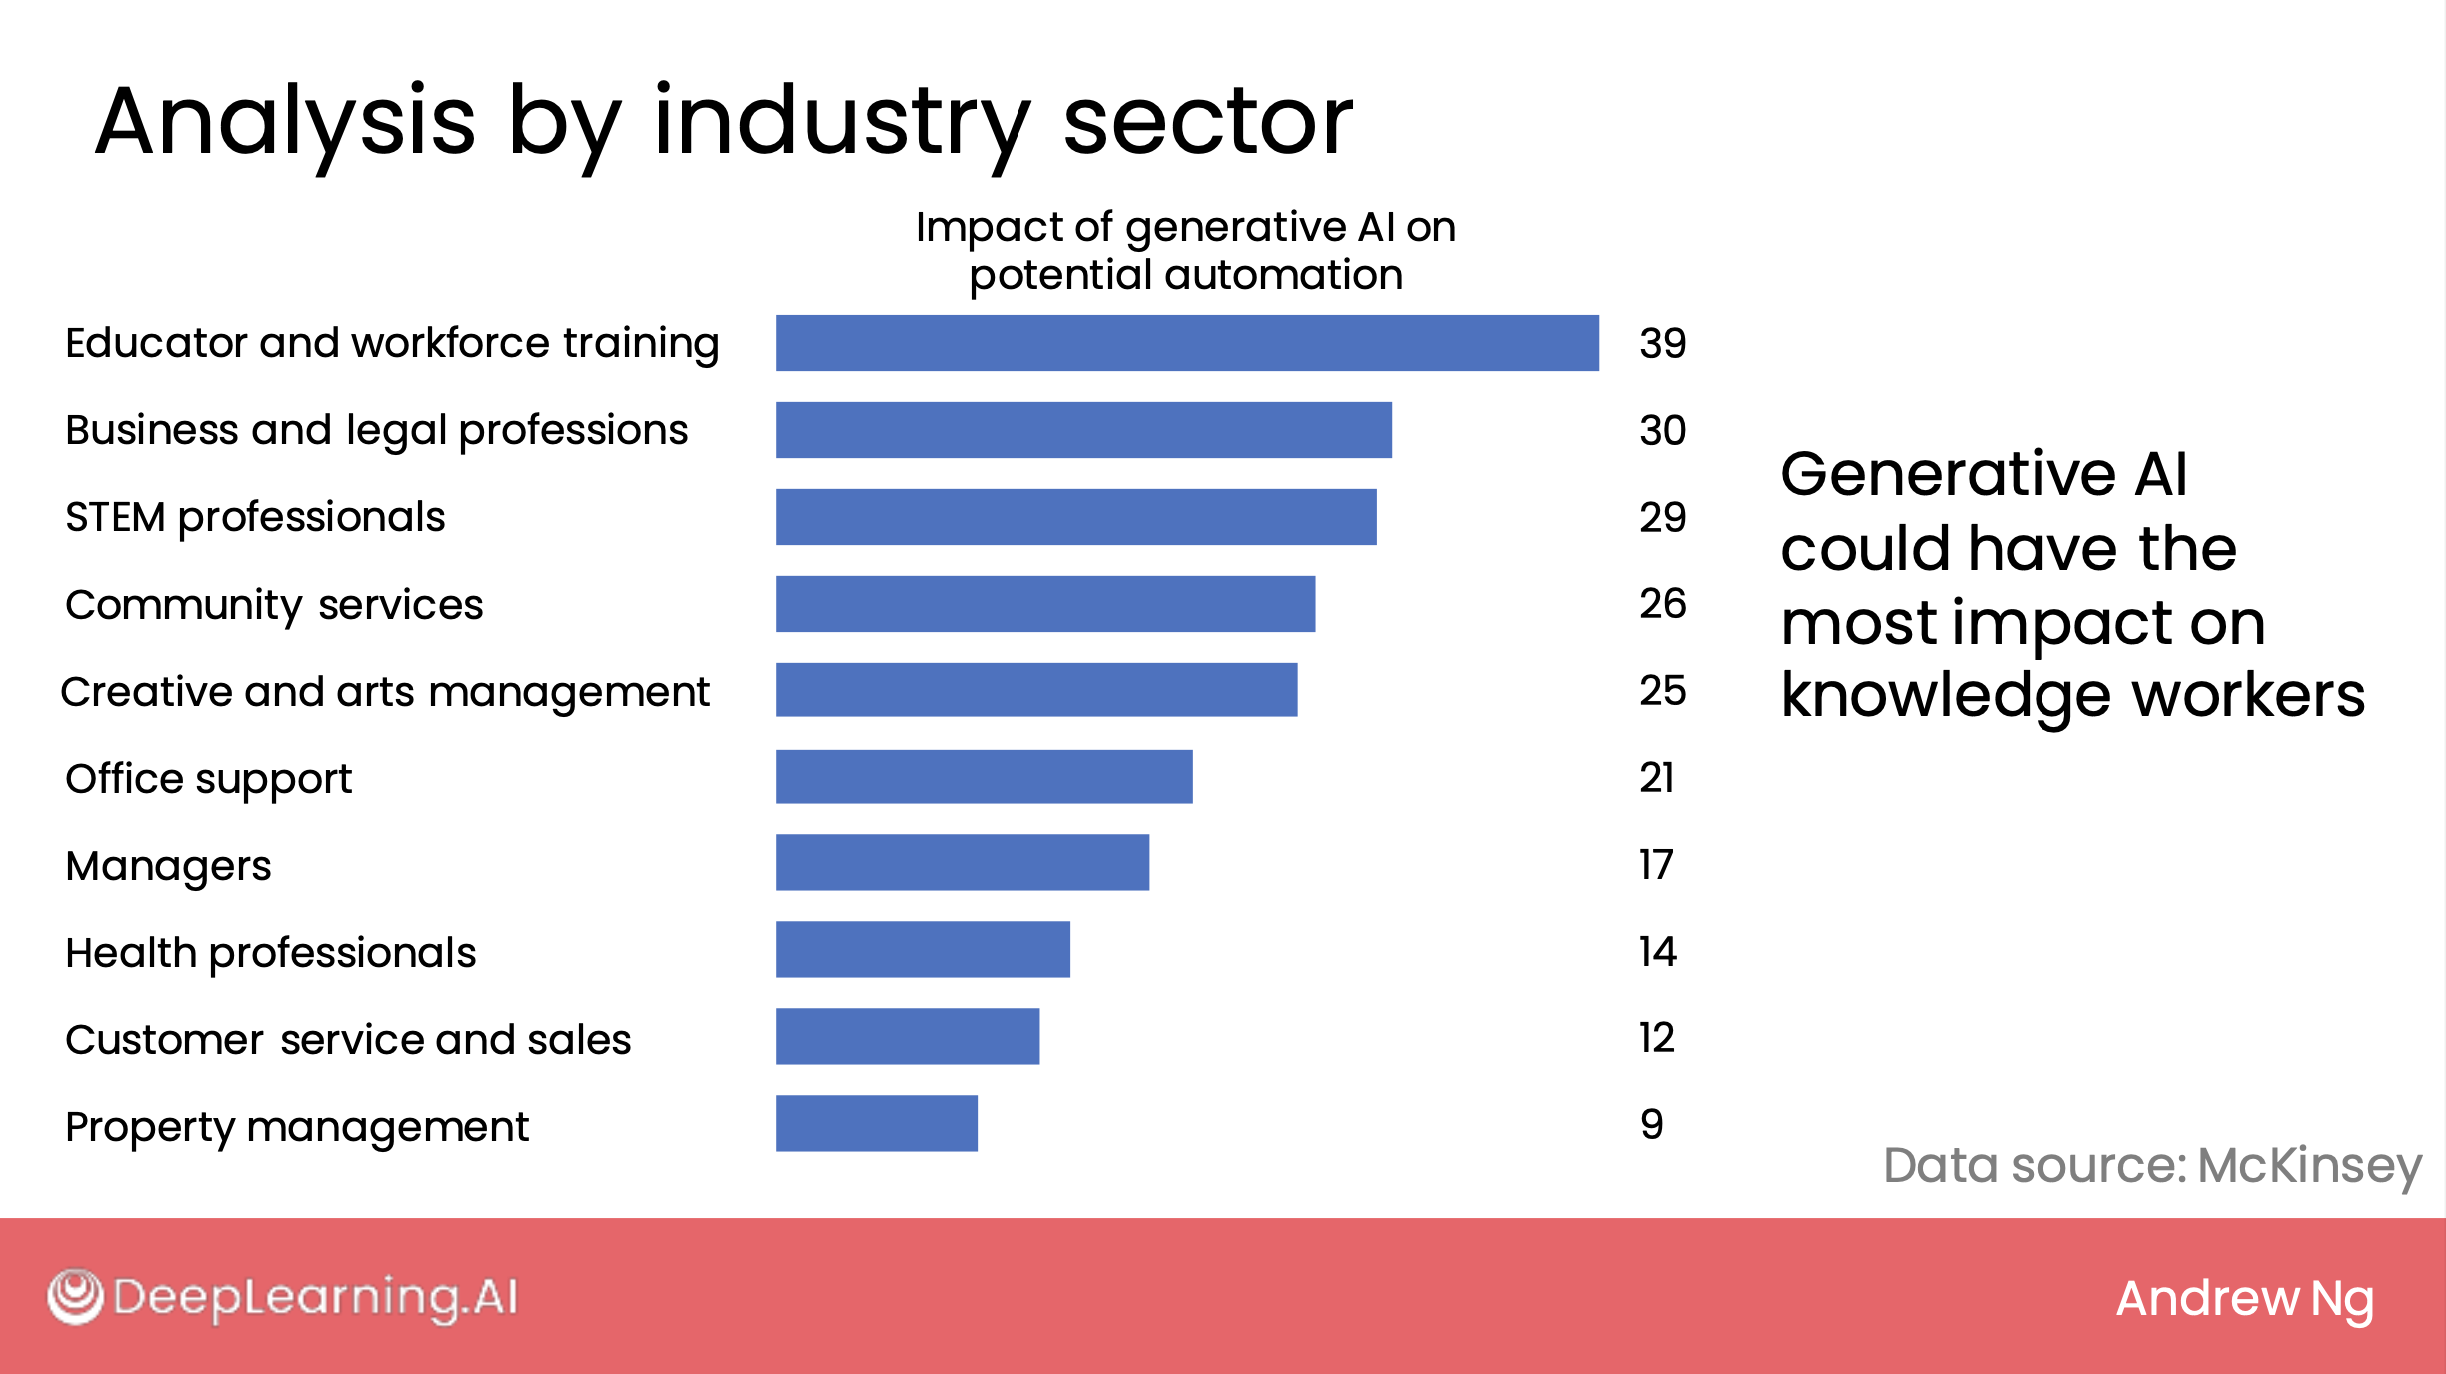 Analysis by industry sector
Impact of generative AI on
potential automation
Educator and workforce training 39
Business and legal professions 30
STEM professionals 29
Community services 26
Creative and arts management 25
Office support 21
Managers 17
Health professionals 14
Customer service and sales 12
Property management 9
Generative AI
could have the
most impact on
knowledge workers
Data source: McKinsey
DeepLearning.AI
Andrew Ng